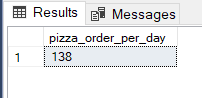 Results Messages
pizza_order_per_day
1 138